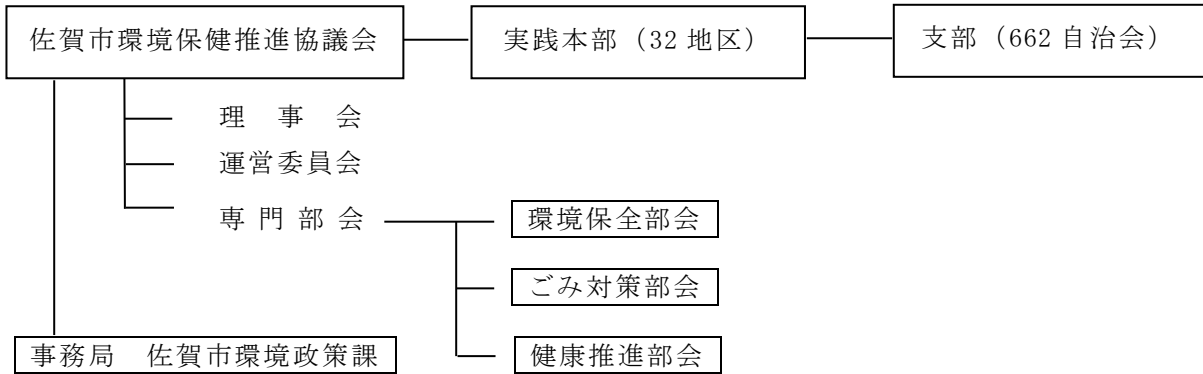 佐賀市環境保健推進協議会 実践本部（32 地区） 支部（662 自治会）
理　事　会
運営委員会
専 門 部 会 環境保全部会
ごみ対策部会
事務局　佐賀市環境政策課 健康推進部会